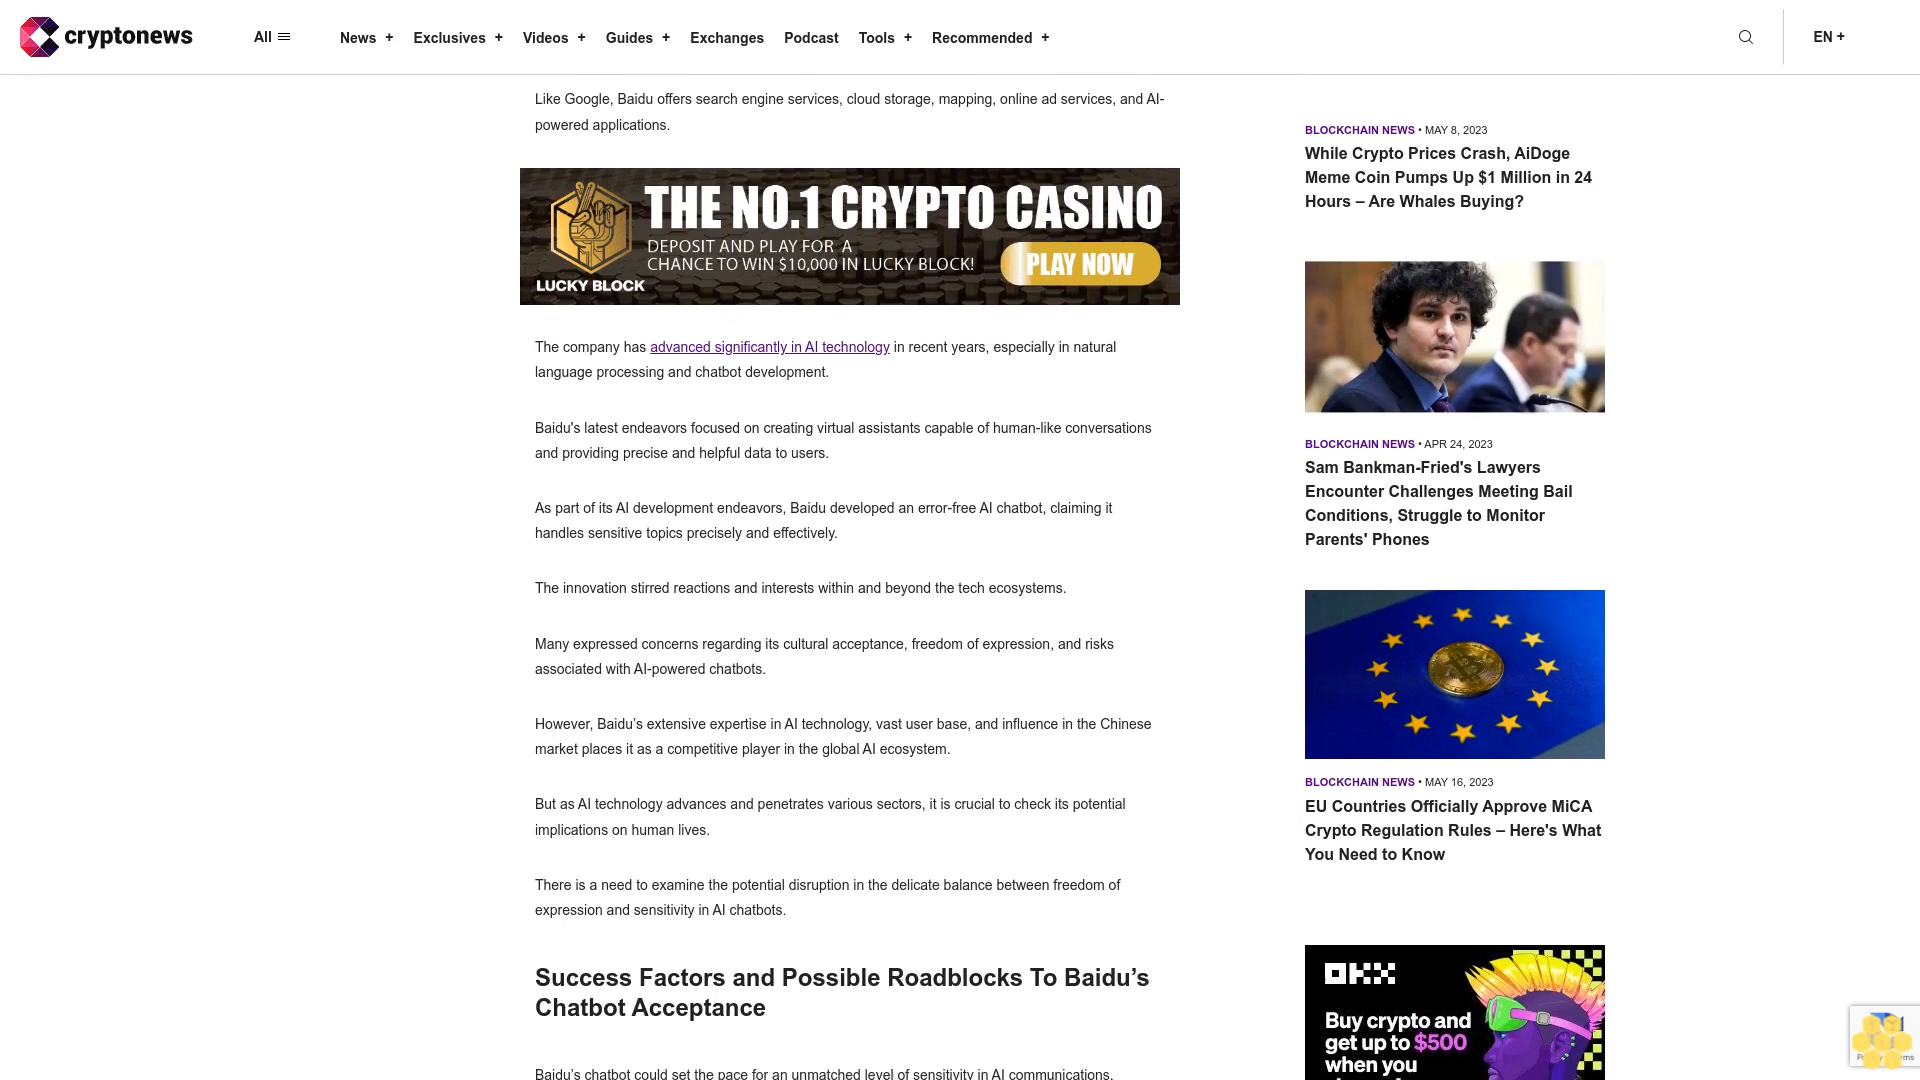 cryptonews
All
News +
Exclusives +
Videos +
Guides +
Exchanges
Podcast
Tools +
Recommended +
EN +
Like Google, Baidu offers search engine services, cloud storage, mapping, online ad services, and AI-
powered applications.
THE NO.1 CRYPTO CASINO
DEPOSIT AND PLAY FOR A
CHANCE TO WIN $10,000 IN LUCKY BLOCK!
PLAY NOW
LUCKY BLOCK
The company has advanced significantly in AI technology in recent years, especially in natural
language processing and chatbot development.
Baidu's latest endeavors focused on creating virtual assistants capable of human-like conversations
and providing precise and helpful data to users.
As part of its AI development endeavors, Baidu developed an error-free AI chatbot, claiming it
handles sensitive topics precisely and effectively.
The innovation stirred reactions and interests within and beyond the tech ecosystems.
Many expressed concerns regarding its cultural acceptance, freedom of expression, and risks
associated with AI-powered chatbots.
However, Baidu’s extensive expertise in AI technology, vast user base, and influence in the Chinese
market places it as a competitive player in the global AI ecosystem.
But as AI technology advances and penetrates various sectors, it is crucial to check its potential
implications on human lives.
There is a need to examine the potential disruption in the delicate balance between freedom of
expression and sensitivity in AI chatbots.
Success Factors and Possible Roadblocks To Baidu’s
Chatbot Acceptance
Baidu’s chatbot could set the pace for an unmatched level of sensitivity in AI communications.
BLOCKCHAIN NEWS • MAY 8, 2023
While Crypto Prices Crash, AiDoge
Meme Coin Pumps Up $1 Million in 24
Hours – Are Whales Buying?
BLOCKCHAIN NEWS • APR 24, 2023
Sam Bankman-Fried's Lawyers
Encounter Challenges Meeting Bail
Conditions, Struggle to Monitor
Parents' Phones
BLOCKCHAIN NEWS • MAY 16, 2023
EU Countries Officially Approve MiCA
Crypto Regulation Rules – Here's What
You Need to Know
OKX
Buy crypto and
get up to $500
when you